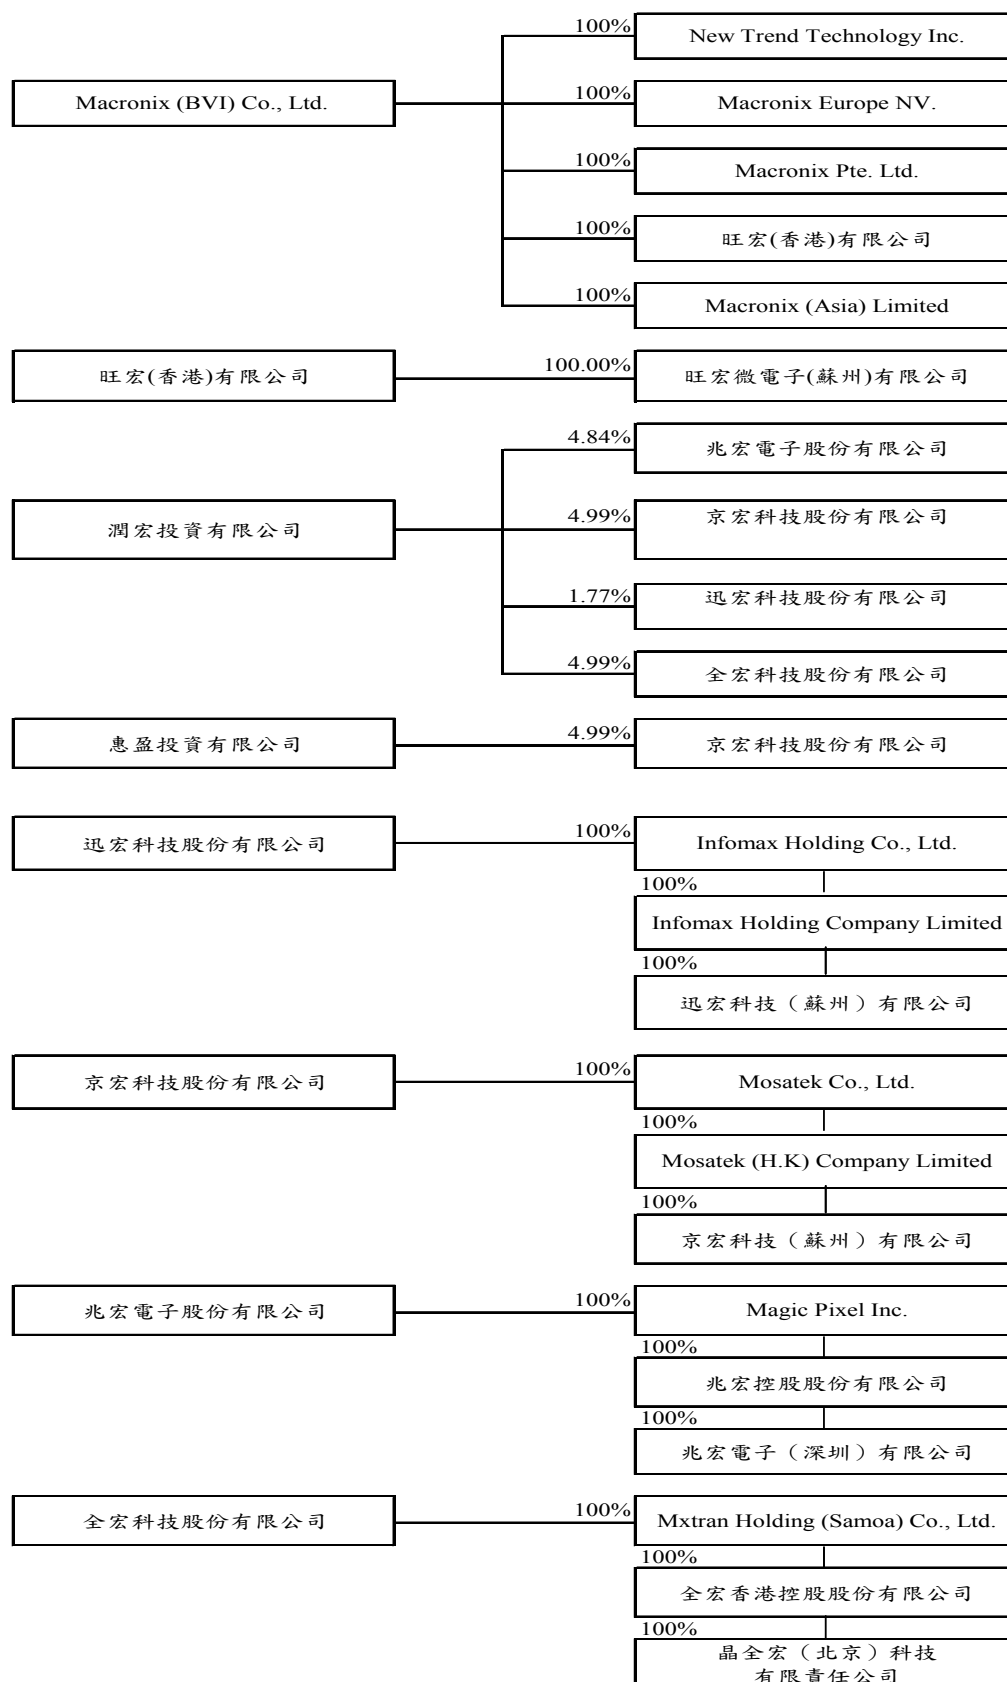 100%
New Trend Technology Inc.
Macronix (BVI) Co., Ltd.
100%
Macronix Europe NV.
100%
Macronix Pte. Ltd.
100%
旺宏(香港)有限公司
100%
Macronix (Asia) Limited
旺宏(香港)有限公司
100.00%
旺宏微電子(蘇州)有限公司
4.84%
兆宏電子股份有限公司
潤宏投資有限公司
4.99%
京宏科技股份有限公司
1.77%
迅宏科技股份有限公司
4.99%
全宏科技股份有限公司
惠盈投資有限公司
4.99%
京宏科技股份有限公司
迅宏科技股份有限公司
100%
Infomax Holding Co., Ltd.
100%
Infomax Holding Company Limited
100%
迅宏科技（蘇州）有限公司
京宏科技股份有限公司
100%
Mosatek Co., Ltd.
100%
Mosatek (H.K) Company Limited
100%
京宏科技（蘇州）有限公司
兆宏電子股份有限公司
100%
Magic Pixel Inc.
100%
兆宏控股股份有限公司
100%
兆宏電子（深圳）有限公司
全宏科技股份有限公司
100%
Mxtran Holding (Samoa) Co., Ltd.
100%
全宏香港控股股份有限公司
100%
晶全宏（北京）科技
有限責任公司